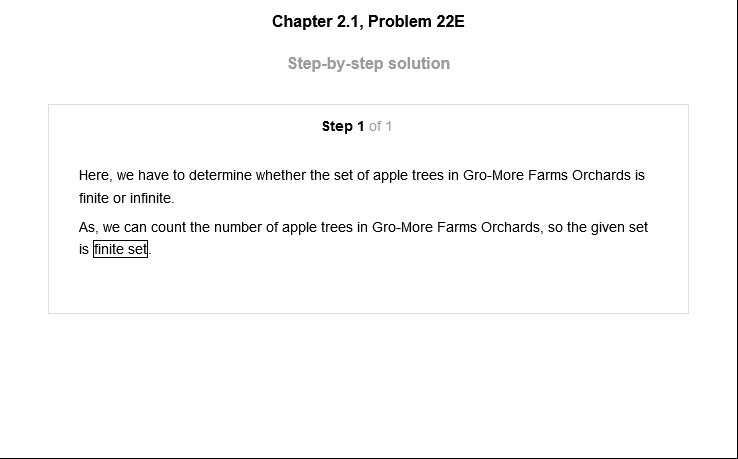 Chapter 2.1, Problem 22E
Step-by-step solution
Step 1 of 1
Here, we have to determine whether the set of apple trees in Gro-More Farms Orchards is
finite or infinite.
As, we can count the number of apple trees in Gro-More Farms Orchards, so the given set
is finite set.